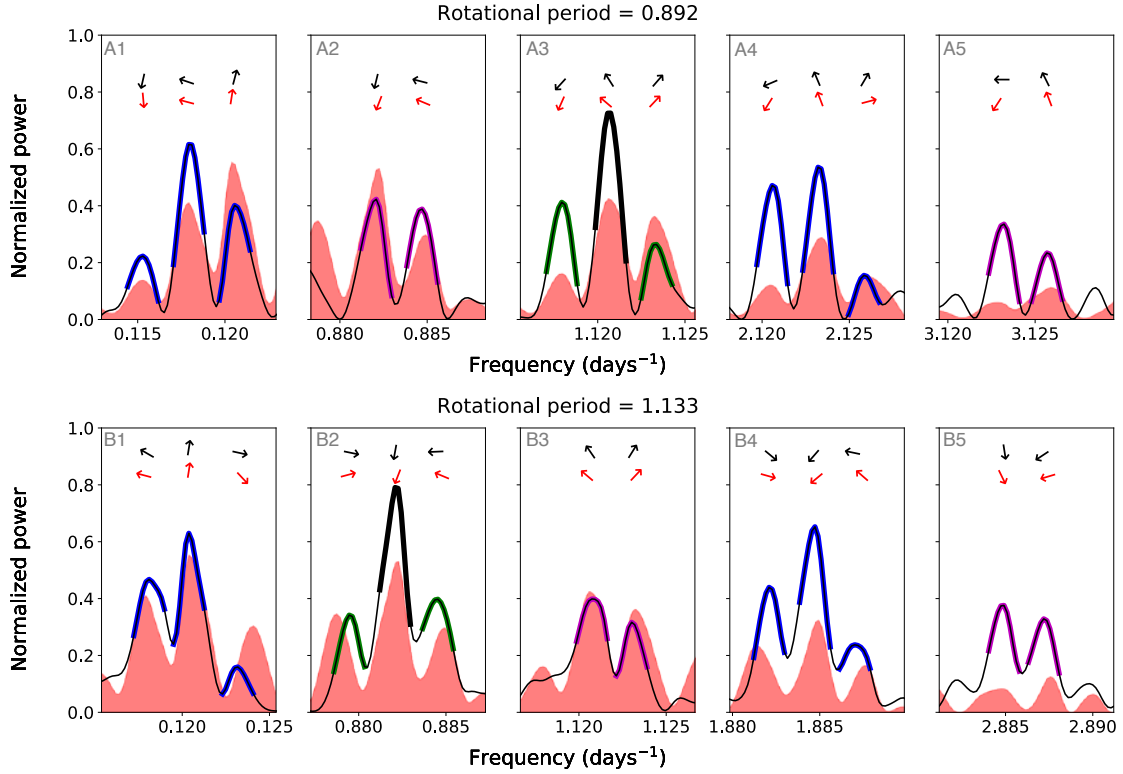 Rotational period = 0.892
Normalized power
1.0
0.8
0.6
0.4
0.2
0.0
A1
A2
A3
A4
A5
0.115 0.120
0.880 0.885
1.120 1.125
2.120 2.125
3.120 3.125
Frequency (days⁻¹)
Rotational period = 1.133
Normalized power
1.0
0.8
0.6
0.4
0.2
0.0
B1
B2
B3
B4
B5
0.120 0.125
0.880 0.885
1.120 1.125
1.880 1.885
2.885 2.890
Frequency (days⁻¹)